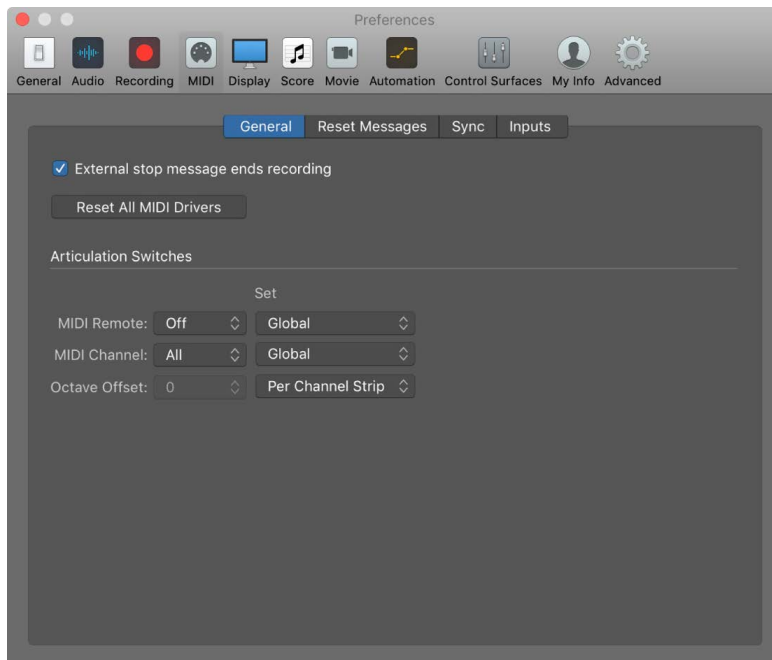 Preferences
General Audio Recording MIDI Display Score Movie Automation Control Surfaces My Info Advanced
General Reset Messages Sync Inputs
External stop message ends recording
Reset All MIDI Drivers
Articulation Switches
Set
MIDI Remote: Off Global
MIDI Channel: All Global
Octave Offset: 0 Per Channel Strip